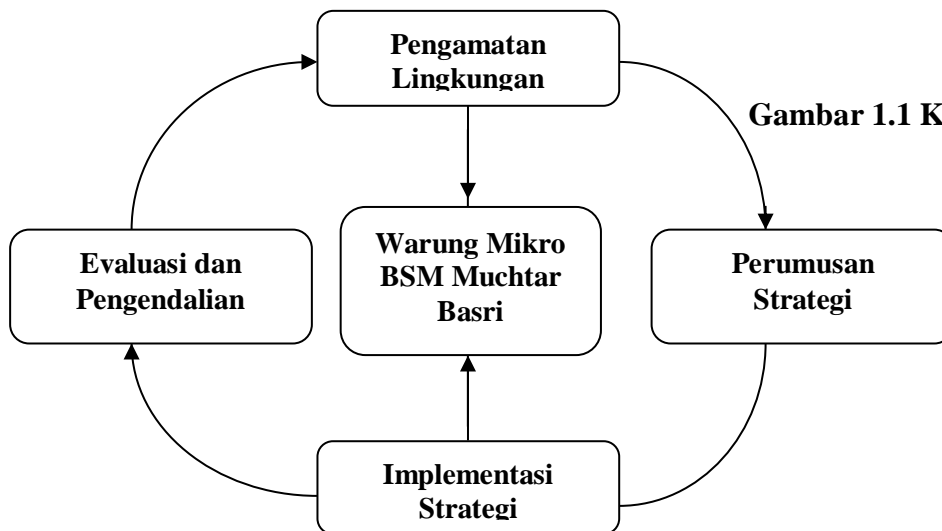 Pengamatan
Lingkungan
Gambar 1.1 K
Evaluasi dan
Pengendalian
Warung Mikro
BSM Muchtar
Basri
Perumusan
Strategi
Implementasi
Strategi